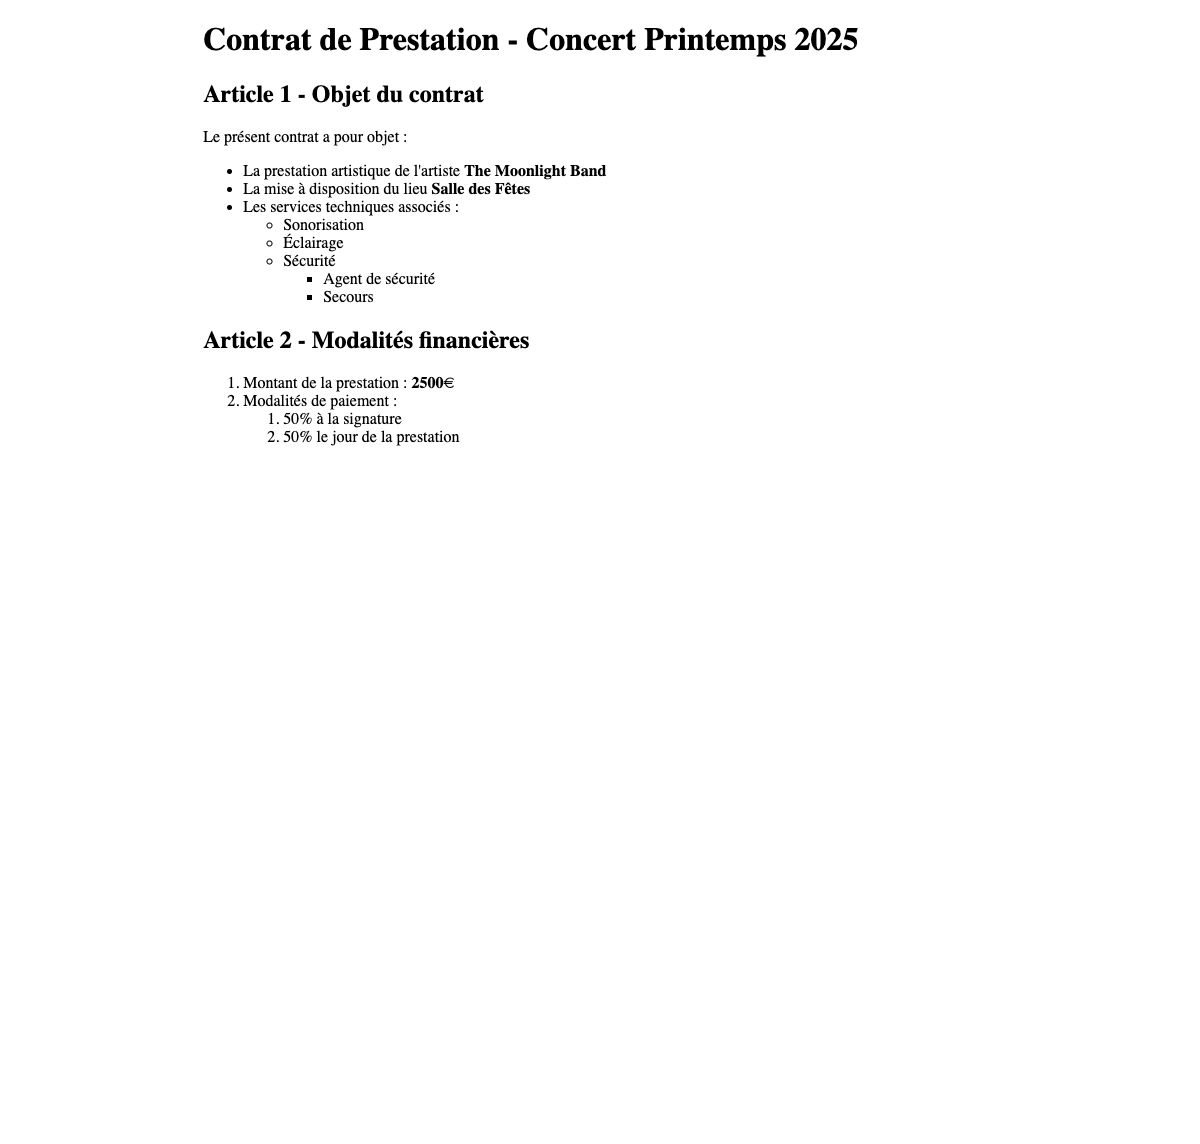 Contrat de Prestation - Concert Printemps 2025
Article 1 - Objet du contrat
Le présent contrat a pour objet :
La prestation artistique de l'artiste The Moonlight Band
La mise à disposition du lieu Salle des Fêtes
Les services techniques associés :
Sonorisation
Éclairage
Sécurité
Agent de sécurité
Secours
Article 2 - Modalités financières
1. Montant de la prestation : 2500€
2. Modalités de paiement :
1. 50% à la signature
2. 50% le jour de la prestation